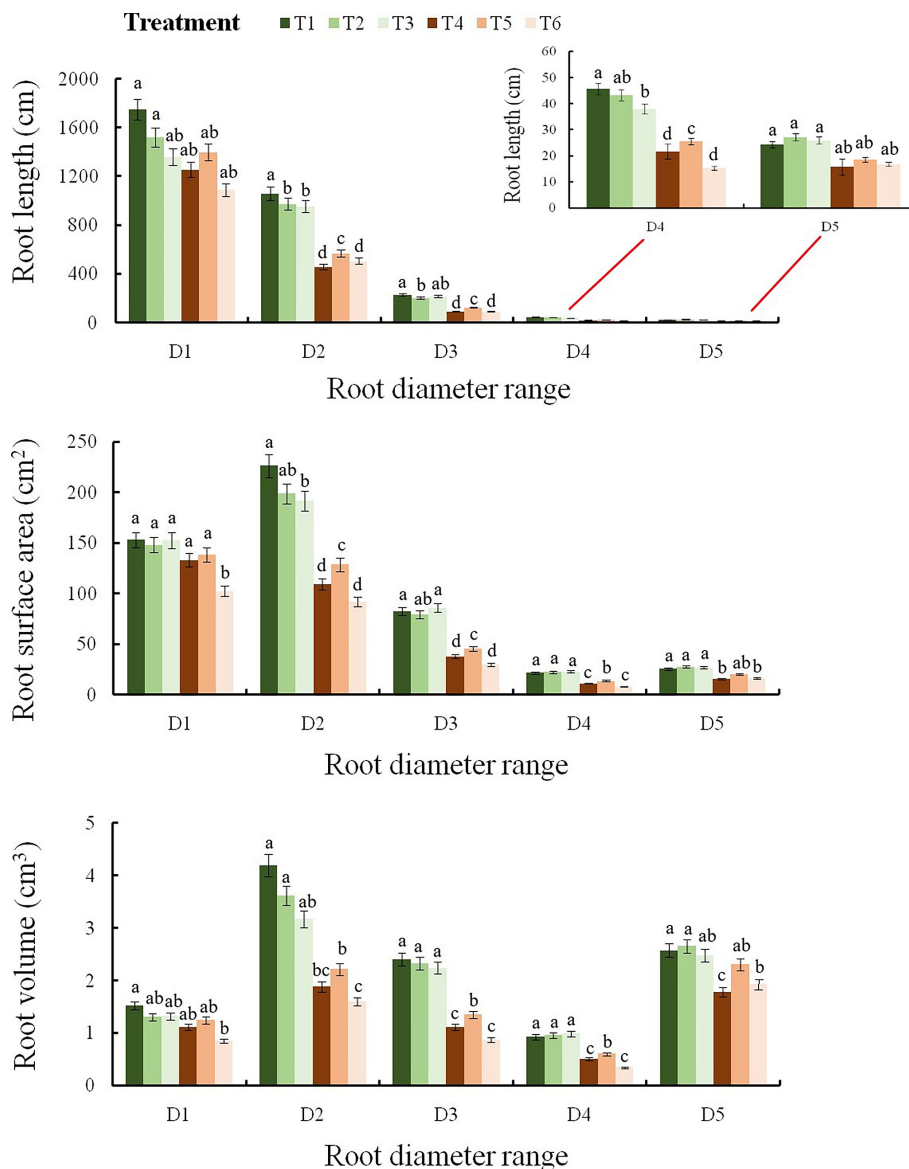 Treatment T1 T2 T3 T4 T5 T6
Root length (cm)
2000
1600
1200
800
400
0
a a ab ab ab ab
a b b d c d
a b ab d c d
D1 D2 D3 D4 D5
Root diameter range
Root length (cm)
60
50
40
30
20
10
0
a ab b d c d
a a a ab ab ab
D4 D5
Root surface area (cm²)
250
200
150
100
50
0
a a a a a b
a ab b d c d
a ab a d c d
a a a c b c
a a a b ab b
D1 D2 D3 D4 D5
Root diameter range
Root volume (cm³)
5
4
3
2
1
0
a ab ab ab ab b
a a ab bc b c
a a a c b c
a a a c b c
a a ab c ab b
D1 D2 D3 D4 D5
Root diameter range